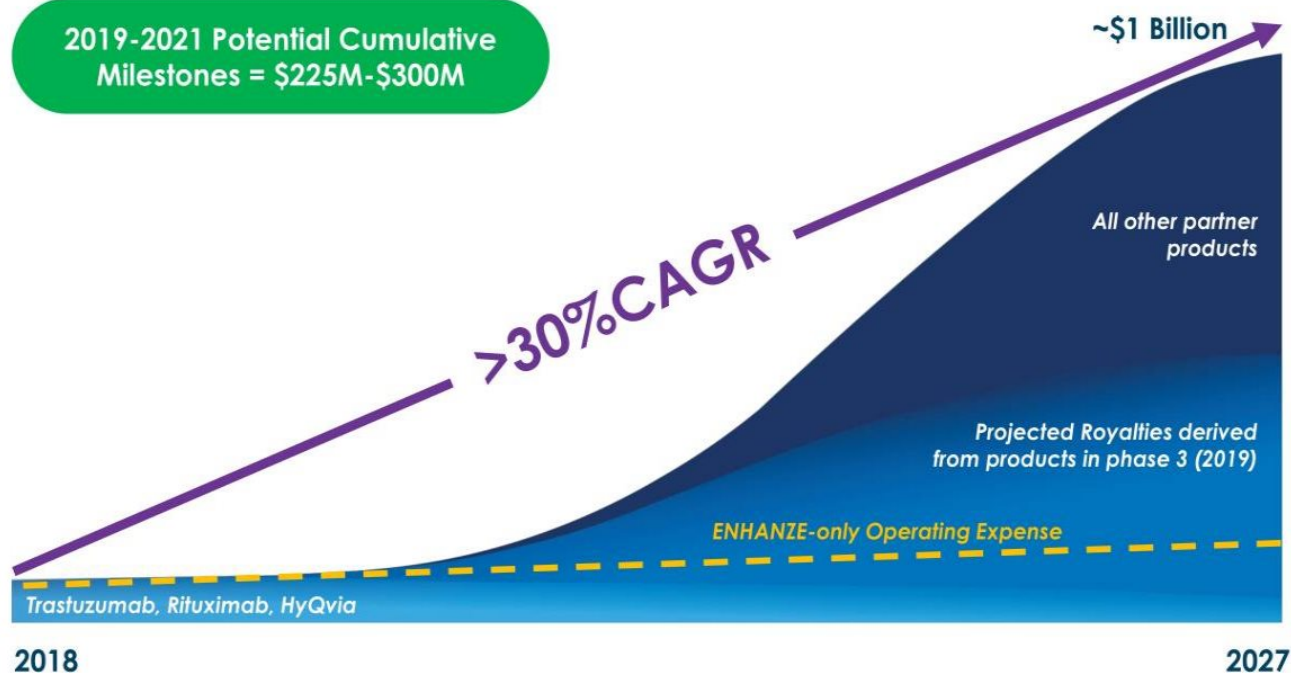 2019-2021 Potential Cumulative
Milestones = $225M-$300M
~$1 Billion
>30%CAGR
All other partner
products
Projected Royalties derived
from products in phase 3 (2019)
ENHANZE-only Operating Expense
Trastuzumab, Rituximab, HyQvia
2018
2027